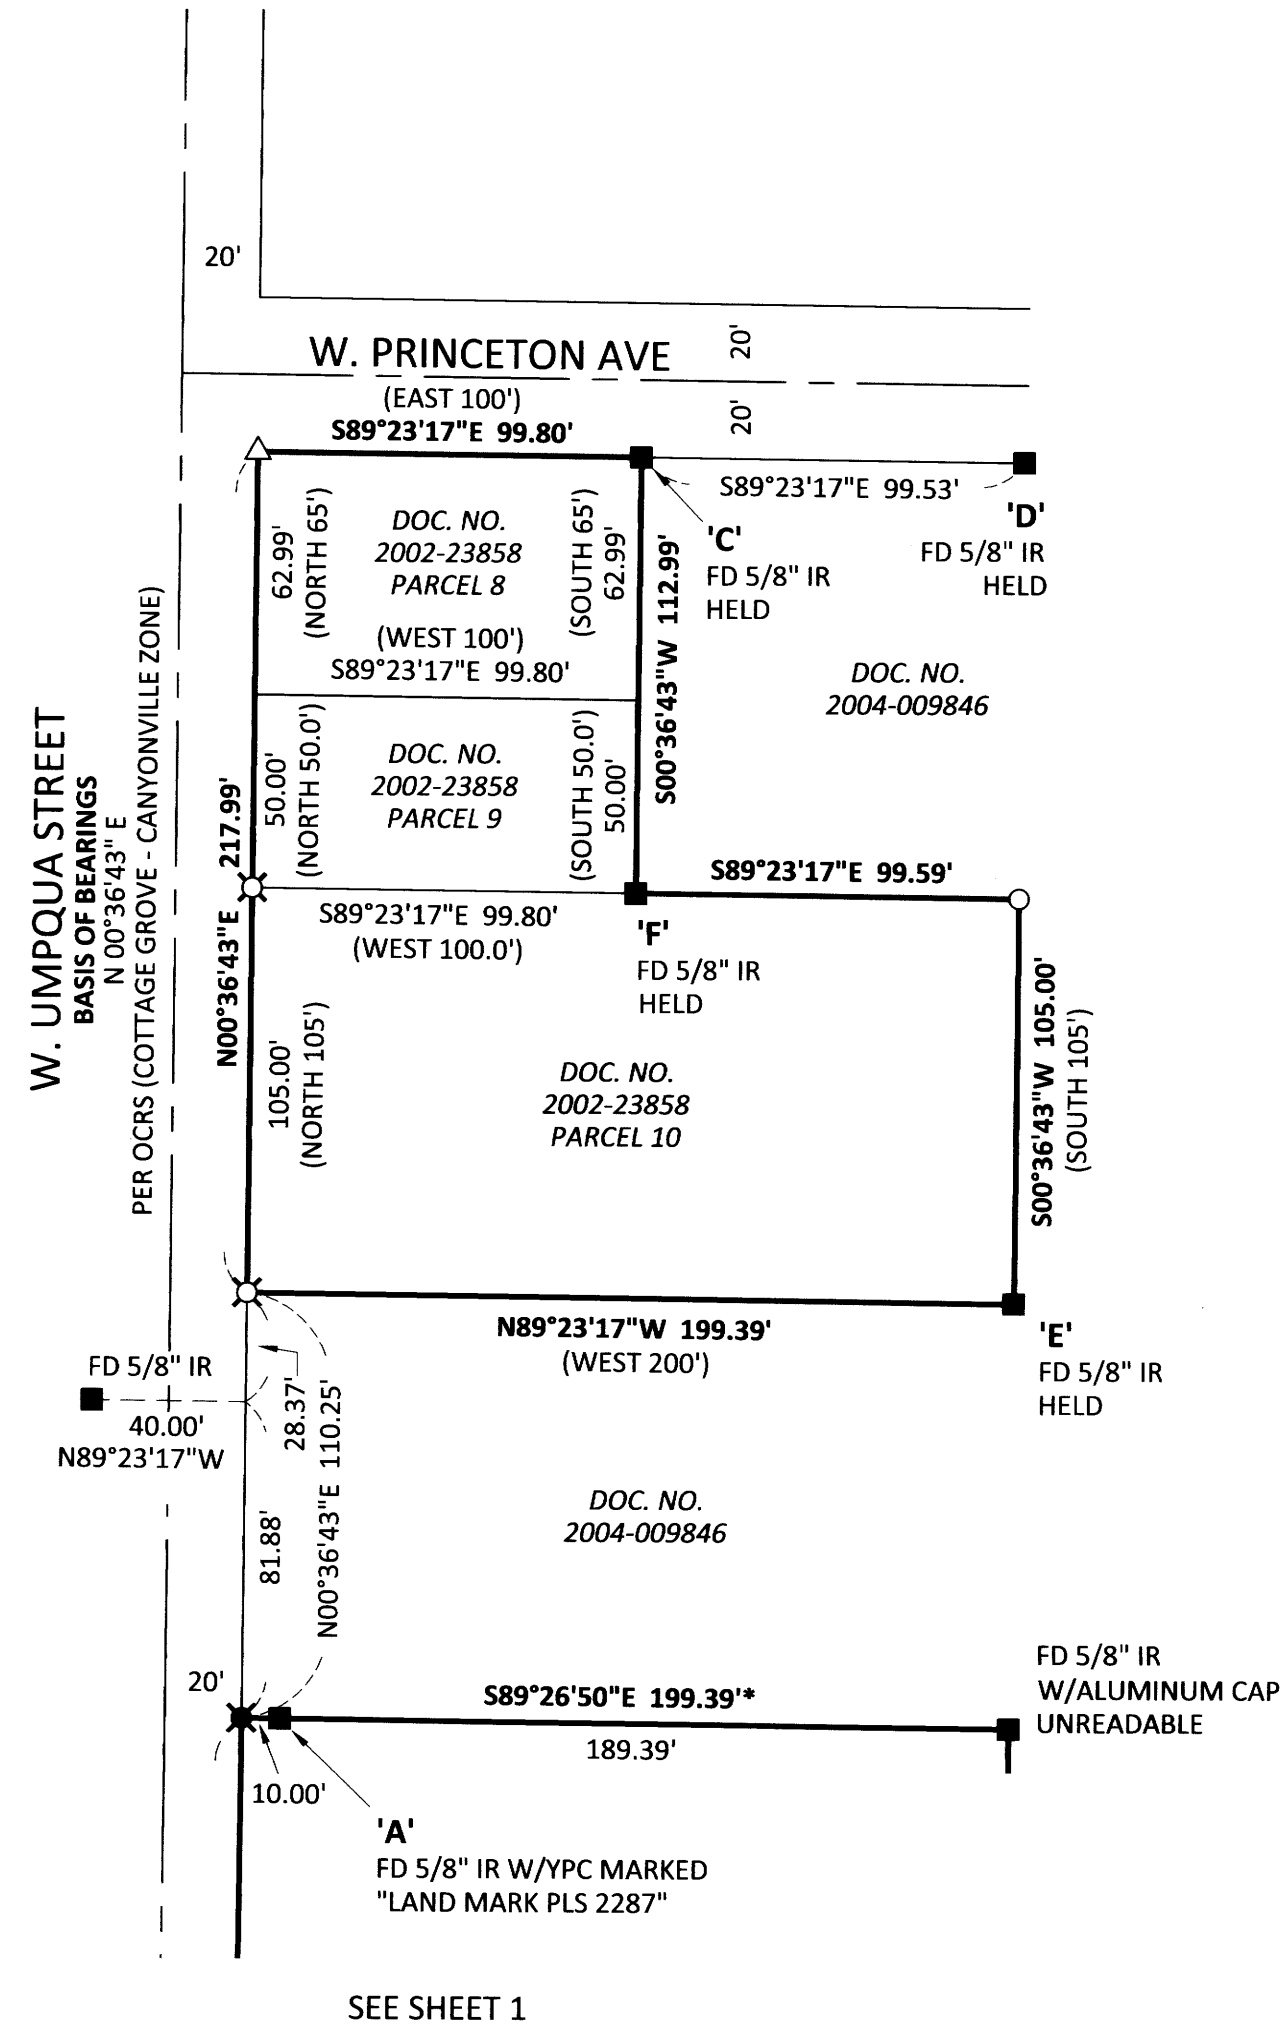 20'
W. PRINCETON AVE
20'
20'
(EAST 100')
S89°23'17"E 99.80'
S89°23'17"E 99.53'
'C'
FD 5/8" IR
HELD
'D'
FD 5/8" IR
HELD
62.99'
(NORTH 65')
DOC. NO.
2002-23858
PARCEL 8
(SOUTH 65')
62.99'
(WEST 100')
S89°23'17"E 99.80'
S00°36'43"W 112.99'
DOC. NO.
2004-009846
W. UMPQUA STREET
BASIS OF BEARINGS
N 00°36'43" E
PER OCRS (COTTAGE GROVE - CANYONVILLE ZONE)
N00°36'43"E 217.99'
50.00'
(NORTH 50.0')
DOC. NO.
2002-23858
PARCEL 9
(SOUTH 50.0')
50.00'
S89°23'17"E 99.59'
S89°23'17"E 99.80'
(WEST 100.0')
'F'
FD 5/8" IR
HELD
105.00'
(NORTH 105')
DOC. NO.
2002-23858
PARCEL 10
S00°36'43"W 105.00'
(SOUTH 105')
N89°23'17"W 199.39'
(WEST 200')
'E'
FD 5/8" IR
HELD
FD 5/8" IR
40.00'
N89°23'17"W
28.37'
N00°36'43"E 110.25'
81.88'
DOC. NO.
2004-009846
20'
S89°26'50"E 199.39'*
189.39'
FD 5/8" IR
W/ALUMINUM CAP
UNREADABLE
10.00'
'A'
FD 5/8" IR W/YPC MARKED
"LAND MARK PLS 2287"
SEE SHEET 1